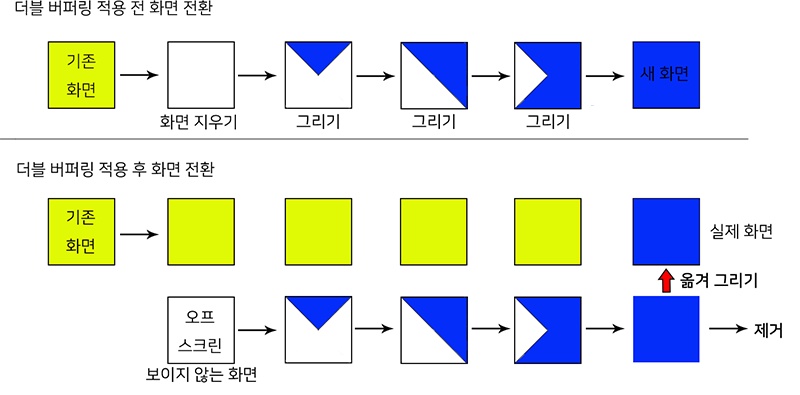 더블 버퍼링 적용 전 화면 전환
기존
화면
새 화면
화면 지우기
그리기
그리기
그리기
더블 버퍼링 적용 후 화면 전환
기존
화면
실제 화면
옮겨 그리기
오프
스크린
제거
보이지 않는 화면